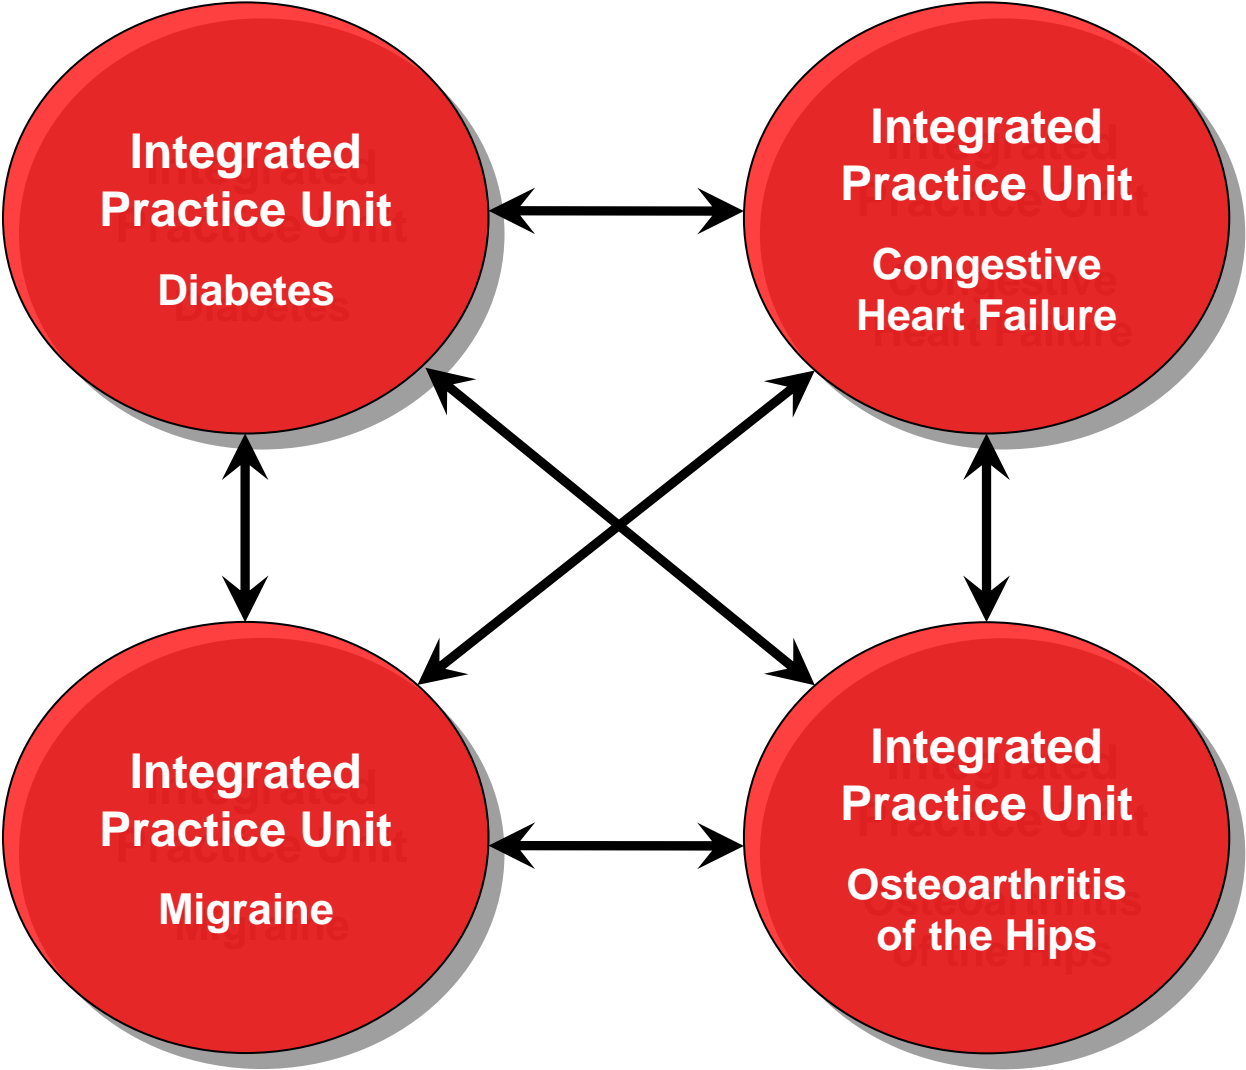 Integrated
Practice Unit
Diabetes
Integrated
Practice Unit
Congestive
Heart Failure
Integrated
Practice Unit
Migraine
Integrated
Practice Unit
Osteoarthritis
of the Hips